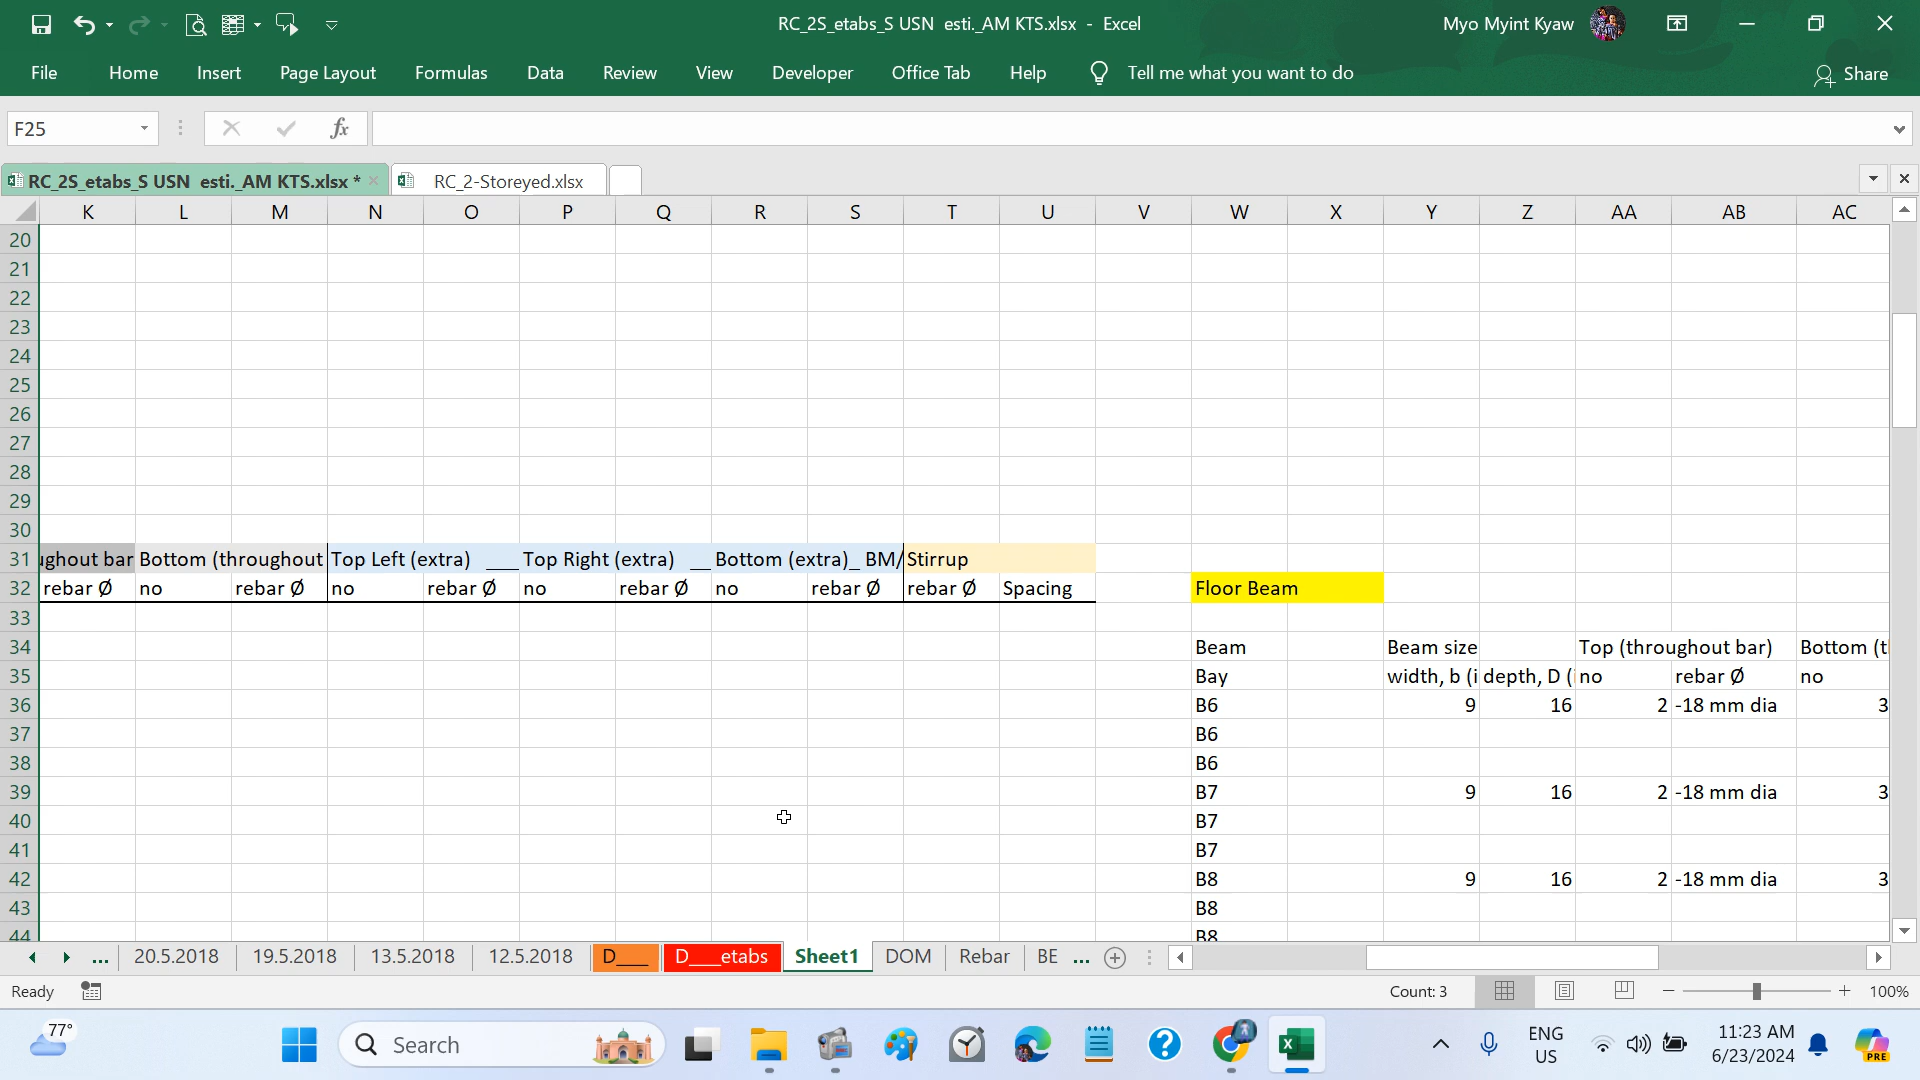 RC_2S_etabs_S USN  esti._AM KTS.xlsx  -  Excel
Myo Myint Kyaw
File Home Insert Page Layout Formulas Data Review View Developer Office Tab Help Tell me what you want to do Share
F25 fx
RC_2S_etabs_S USN  esti._AM KTS.xlsx * RC_2-Storeyed.xlsx
K L M N O P Q R S T U V W X Y Z AA AB AC
20
21
22
23
24
25
26
27
28
29
30
31 ughout bar Bottom (throughout Top Left (extra) ___ Top Right (extra) __ Bottom (extra)_ BM/ Stirrup
32 rebar Ø no rebar Ø no rebar Ø no rebar Ø no rebar Ø rebar Ø Spacing Floor Beam
33
34 Beam Beam size Top (throughout bar) Bottom (t
35 Bay width, b (i depth, D ( no rebar Ø no
36 B6 9 16 2 -18 mm dia 3
37 B6
38 B6
39 B7 9 16 2 -18 mm dia 3
40 B7
41 B7
42 B8 9 16 2 -18 mm dia 3
43 B8
44 B8
... 20.5.2018 19.5.2018 13.5.2018 12.5.2018 D___ D___etabs Sheet1 DOM Rebar BE ...
Ready Count: 3 100%
77° Search ENG US 11:23 AM 6/23/2024 PRE